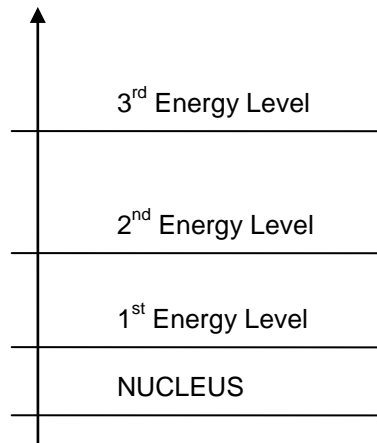 3rd Energy Level
2nd Energy Level
1st Energy Level
NUCLEUS